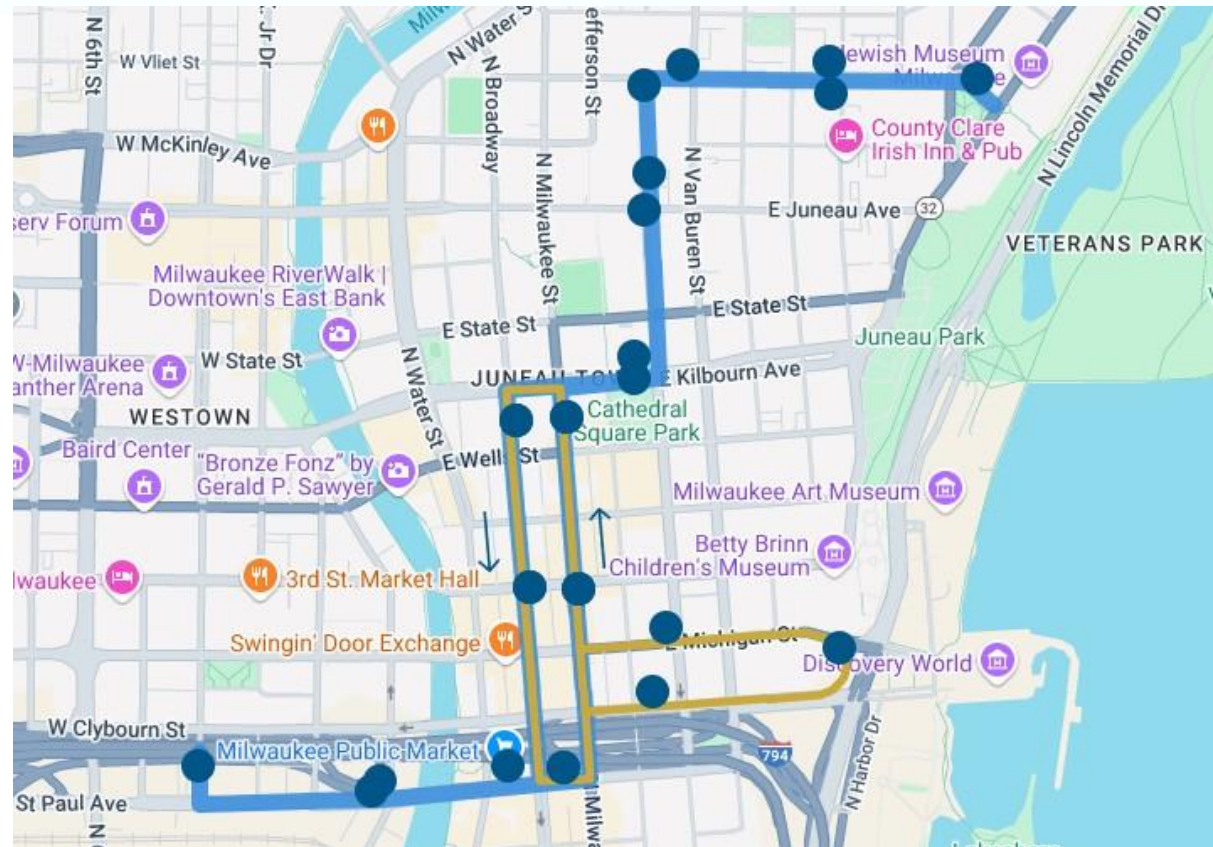 N 6th St
Jr Dr
W Vliet St
Milw
N Water S
efferson St
N Broadway
Jewish Museum
Milwaukee
N Lincoln Memorial Dr
W McKinley Ave
County Clare
Irish Inn & Pub
N Milwaukee St
N Van Buren St
E Juneau Ave
32
serv Forum
VETERANS PARK
Milwaukee RiverWalk |
Downtown's East Bank
E State St
E State St
Juneau Park
W-Milwaukee
anther Arena
W State St
N Water St
JUNEAU TO
E Kilbourn Ave
WESTOWN
Cathedral
Square Park
Baird Center
"Bronze Fonz" by
Gerald P. Sawyer
E Wells St
Milwaukee Art Museum
Betty Brinn
Children's Museum
lwaukee
3rd St. Market Hall
Swingin' Door Exchange
E Michigan St
Discovery World
W Clybourn St
Milwaukee Public Market
794
N Harbor Dr
St Paul Ave
N
Milwa